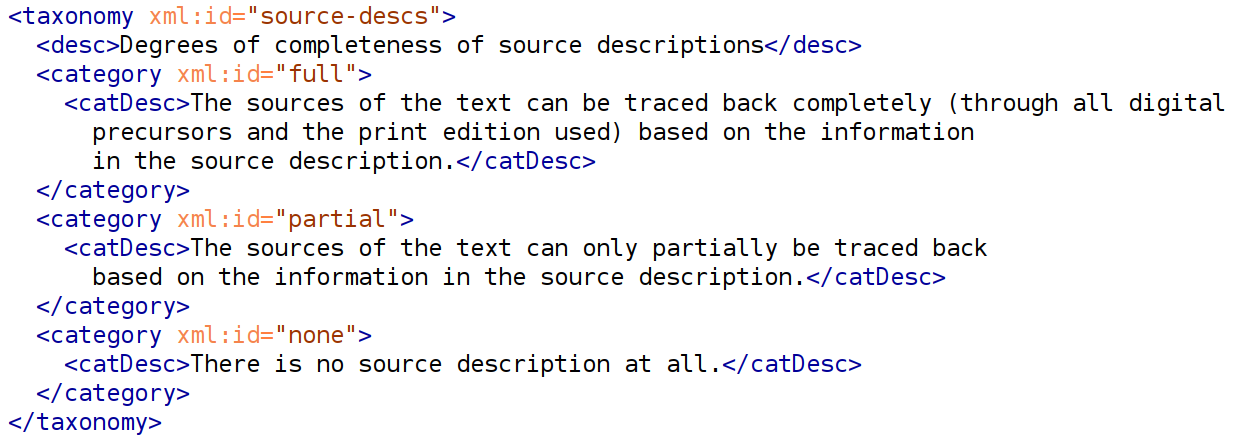 <taxonomy xml:id="source-descs">
  <desc>Degrees of completeness of source descriptions</desc>
  <category xml:id="full">
    <catDesc>The sources of the text can be traced back completely (through all digital
      precursors and the print edition used) based on the information
      in the source description.</catDesc>
  </category>
  <category xml:id="partial">
    <catDesc>The sources of the text can only partially be traced back
      based on the information in the source description.</catDesc>
  </category>
  <category xml:id="none">
    <catDesc>There is no source description at all.</catDesc>
  </category>
</taxonomy>